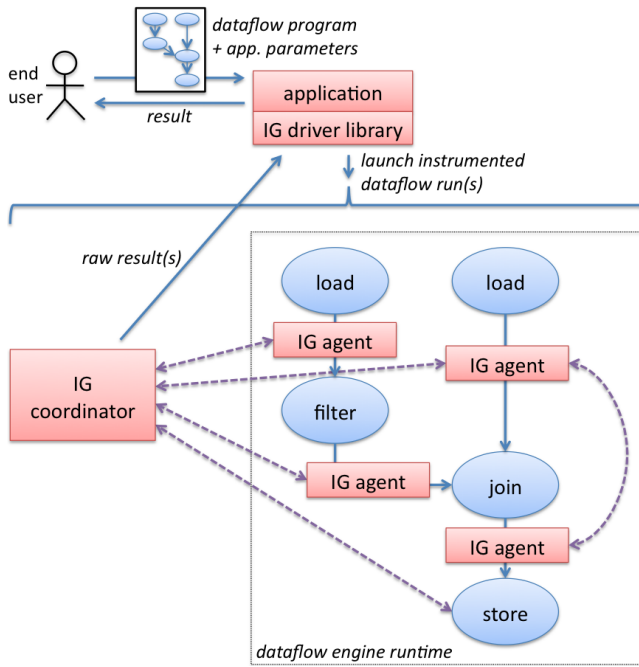 dataflow program
+ app. parameters
end
user
application
result
IG driver library
launch instrumented
dataflow run(s)
raw result(s)
load
load
IG agent
IG agent
IG
coordinator
filter
IG agent
join
IG agent
store
dataflow engine runtime